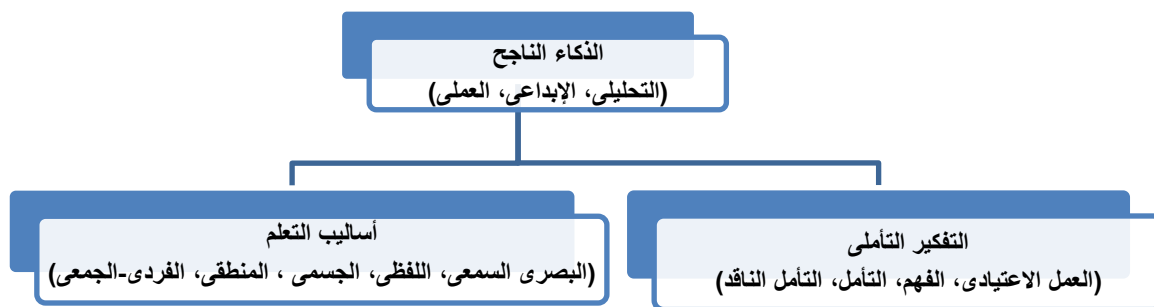 الذكاء الناجح
(التحليلى، الإبداعى، العملى)
التفكير التأملى
(العمل الاعتيادى، الفهم، التأمل، التأمل الناقد)
أساليب التعلم
(البصرى السمعى، اللفظى، الجسمى ، المنطقى، الفردى-الجمعى)